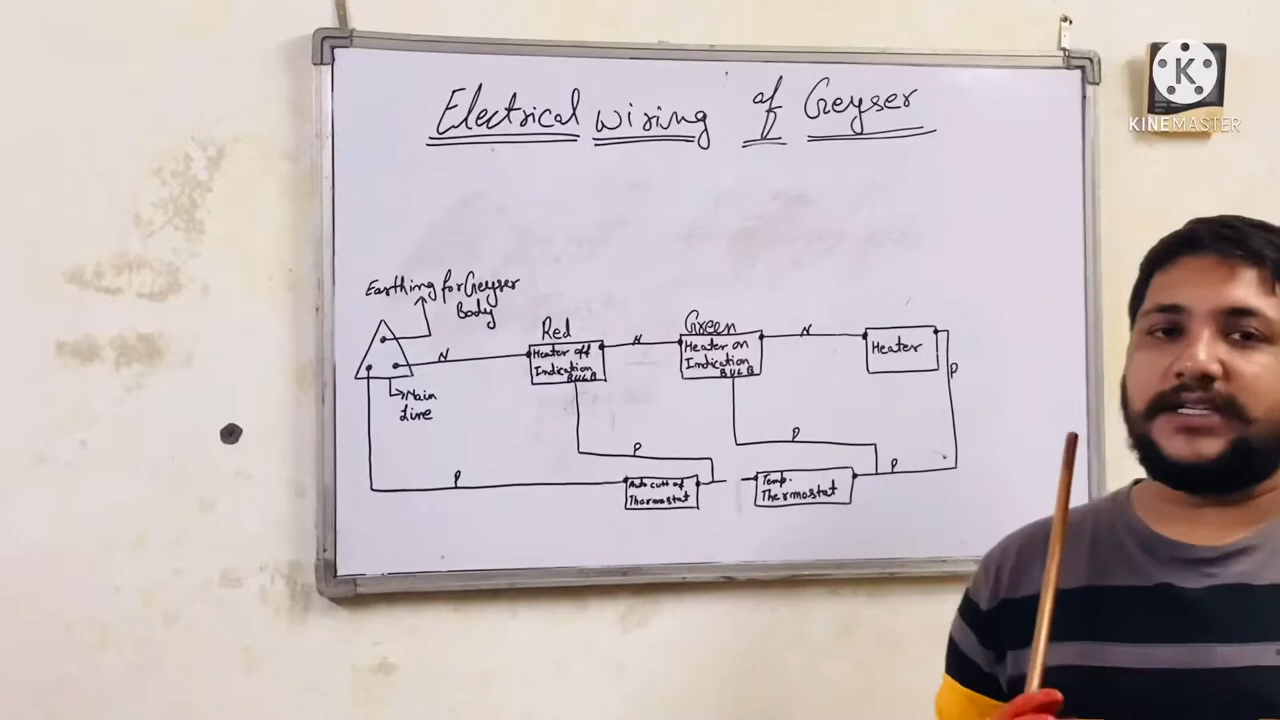 Electrical wiring of Geyser
K
KINEMASTER
Earthing for Geyser
Body
N
Main
Line
Red
Heater off
Indication
BULB
N
Green
Heater on
Indication
BULB
N
Heater
P
P
Auto cutt of
Thermostat
P
P
Temp.
Thermostat
P